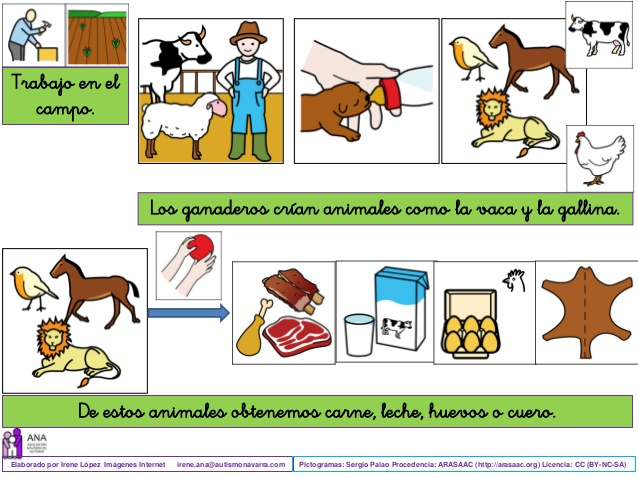 Trabajo en el
campo.
Los ganaderos crían animales como la vaca y la gallina.
De estos animales obtenemos carne, leche, huevos o cuero.
ANA
Elaborado por Irene López Imágenes Internet Irene.ana@autismonavarra.com
Pictogramas: Sergio Palao Procedencia: ARASAAC (http://arasaac.org) Licencia: CC (BY-NC-SA)